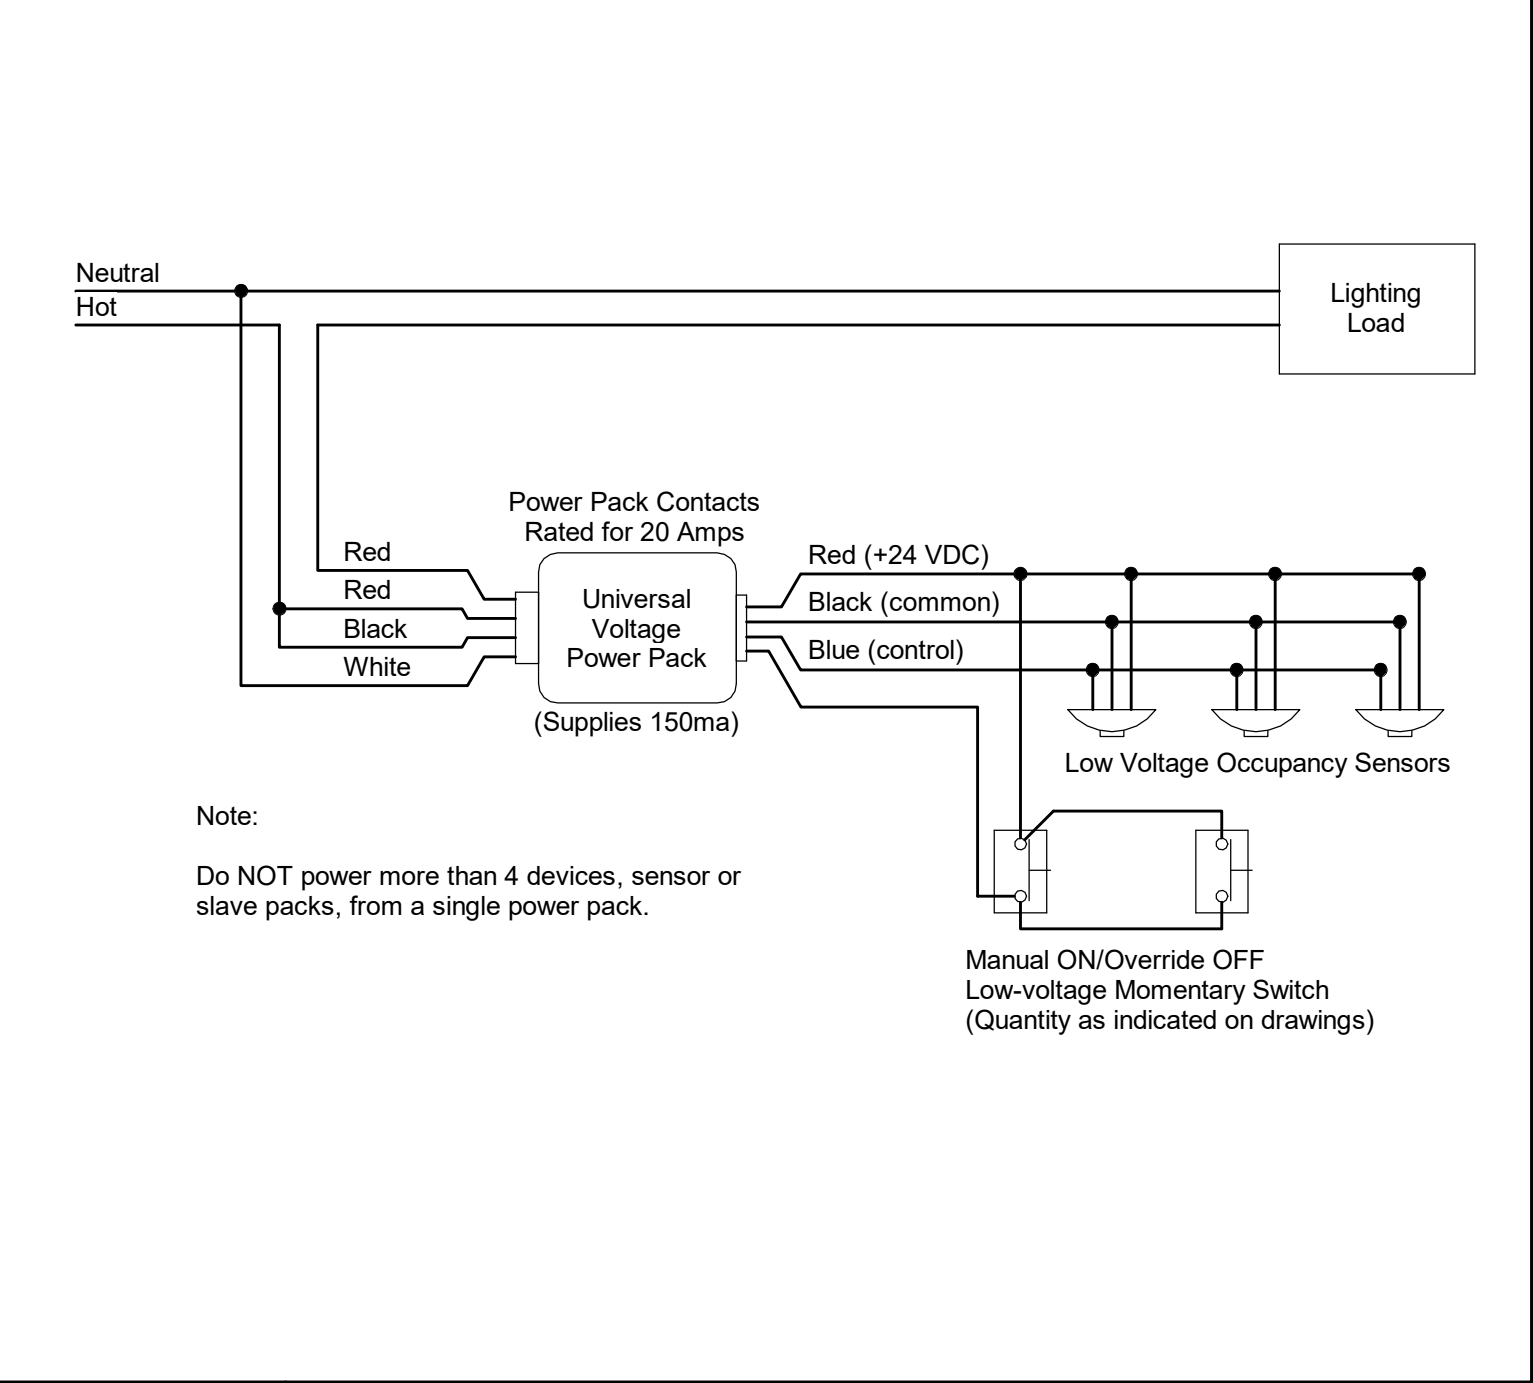 Neutral
Hot
Lighting
Load
Power Pack Contacts
Rated for 20 Amps
Red
Red
Black
White
Universal
Voltage
Power Pack
(Supplies 150ma)
Red (+24 VDC)
Black (common)
Blue (control)
Low Voltage Occupancy Sensors
Note:
Do NOT power more than 4 devices, sensor or
slave packs, from a single power pack.
Manual ON/Override OFF
Low-voltage Momentary Switch
(Quantity as indicated on drawings)